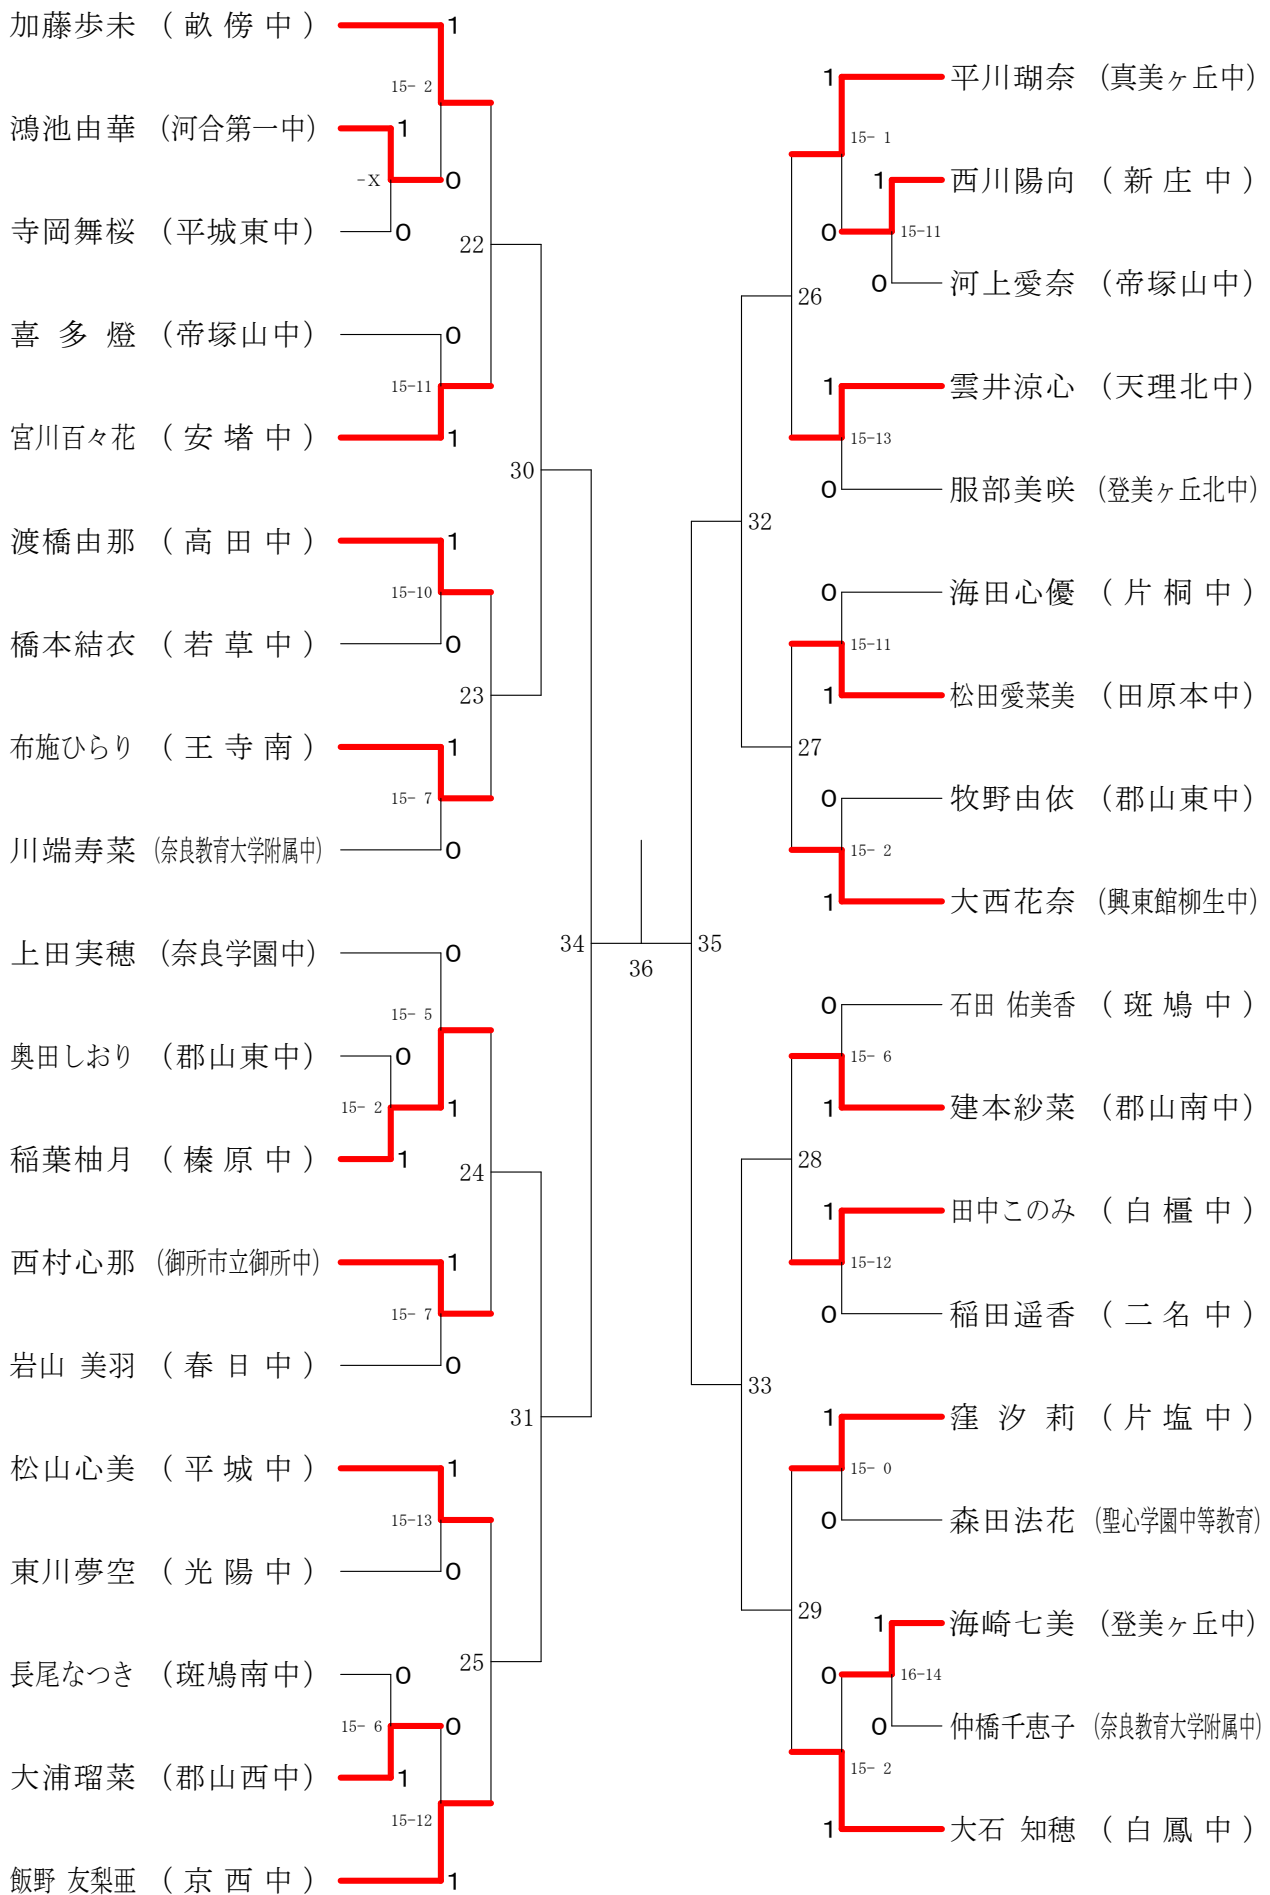 加藤歩未 ( 畝 傍 中 ) 1
15- 2
鴻池由華 (河合第一中) 1
-X 0
寺岡舞桜 (平城東中) 0
22
喜 多 燈 (帝塚山中) 0
15-11
宮川百々花 ( 安 堵 中 ) 1
30
渡橋由那 ( 高 田 中 ) 1
15-10
橋本結衣 ( 若 草 中 ) 0
23
布施ひらり ( 王 寺 南 ) 1
15- 7
川端寿菜 (奈良教育大学附属中) 0
34
上田実穂 (奈良学園中) 0
15- 5
奥田しおり (郡山東中) 0
15- 2 1
稲葉柚月 ( 榛 原 中 ) 1
24
西村心那 (御所市立御所中) 1
15- 7
岩山 美羽 ( 春 日 中 ) 0
31
松山心美 ( 平 城 中 ) 1
15-13
東川夢空 ( 光 陽 中 ) 0
25
長尾なつき (斑鳩南中) 0
15- 6 0
大浦瑠菜 (郡山西中) 1
15-12
飯野 友梨亜 ( 京 西 中 ) 1
36
1 平川瑚奈 (真美ヶ丘中)
15- 1
1 西川陽向 ( 新 庄 中 )
0 15-11
0 河上愛奈 (帝塚山中)
26
1 雲井涼心 (天理北中)
15-13
0 服部美咲 (登美ヶ丘北中)
32
0 海田心優 ( 片 桐 中 )
15-11
1 松田愛菜美 (田原本中)
27
0 牧野由依 (郡山東中)
15- 2
1 大西花奈 (興東館柳生中)
35
0 石田 佑美香 ( 斑 鳩 中 )
15- 6
1 建本紗菜 (郡山南中)
28
1 田中このみ ( 白 橿 中 )
15-12
0 稲田遥香 ( 二 名 中 )
33
1 窪 汐 莉 ( 片 塩 中 )
15- 0
0 森田法花 (聖心学園中等教育)
29
1 海崎七美 (登美ヶ丘中)
0 16-14
0 仲橋千恵子 (奈良教育大学附属中)
15- 2
1 大石 知穂 ( 白 鳳 中 )